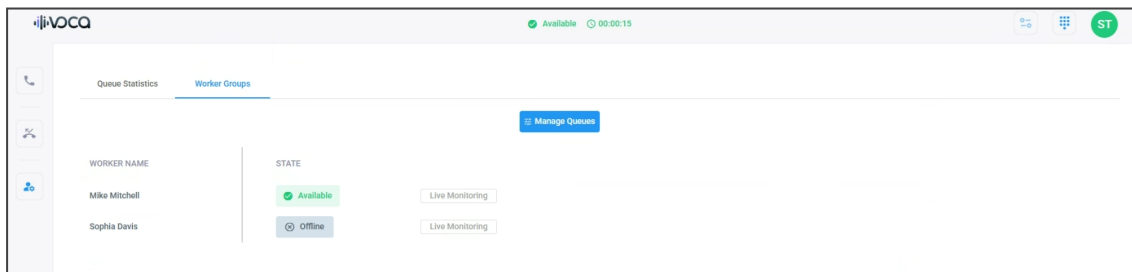 VOCA
Available 00:00:15
ST
Queue Statistics Worker Groups
Manage Queues
WORKER NAME STATE
Mike Mitchell Available Live Monitoring
Sophia Davis Offline Live Monitoring